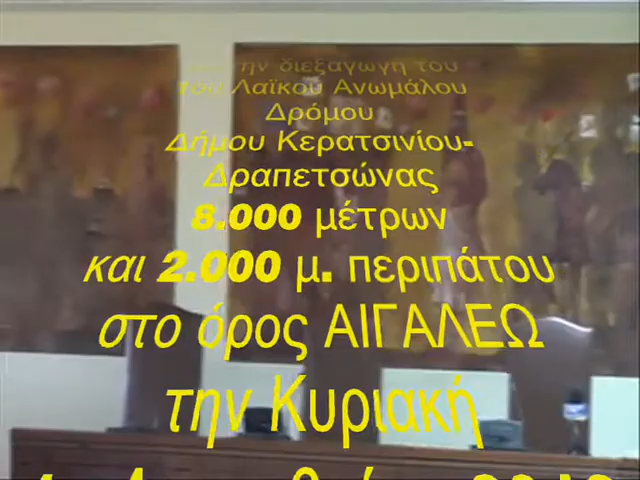 την διεξαγωγή του
1ου Λαϊκού Ανωμάλου
Δρόμου
Δήμου Κερατσινίου-
Δραπετσώνας
8.000 μέτρων
και 2.000 μ. περιπάτου
στο όρος ΑΙΓΑΛΕΩ
την Κυριακή